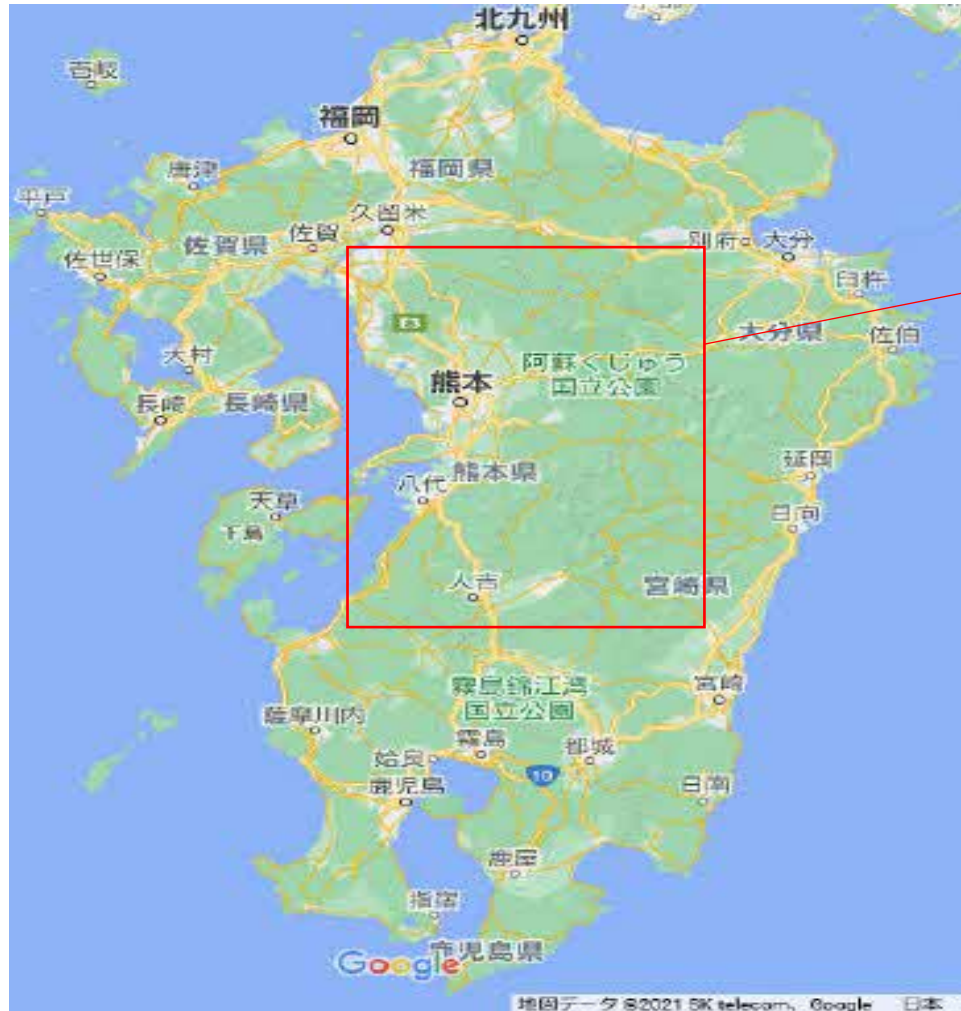 北九州
壱岐
福岡
唐津
福岡県
平戸
久留米
佐賀県
佐賀
別府
大分
佐世保
臼杵
E3
大分県
佐伯
大村
阿蘇くじゅう
国立公園
熊本
長崎
長崎県
熊本県
延岡
八代
天草
下島
日向
人吉
宮崎県
霧島錦江湾
国立公園
宮崎
薩摩川内
霧島
都城
姶良
10
鹿児島
日南
鹿屋
指宿
鹿児島県
Google
地図データ ©2021 SK telecom、Google 日本